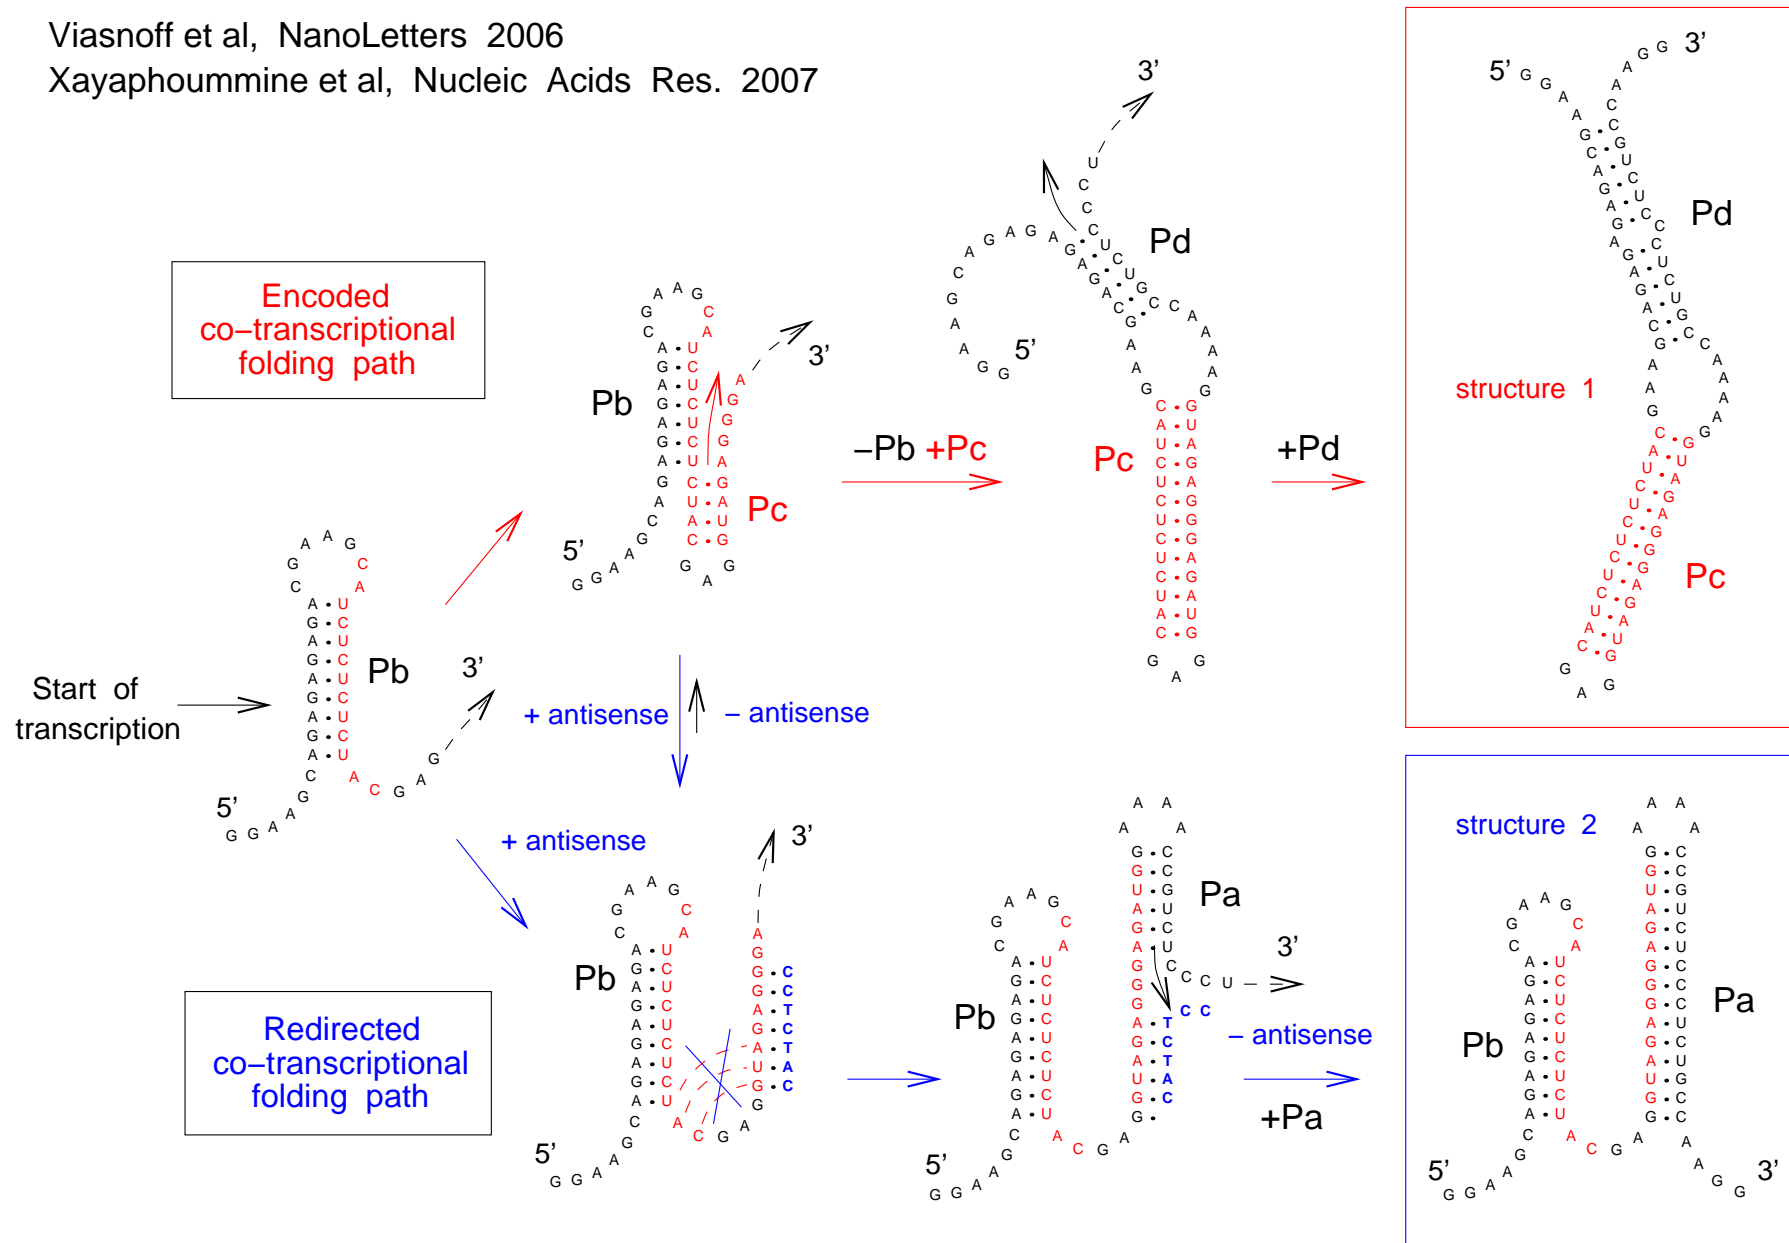 Viasnoff et al, NanoLetters 2006
Xayaphoummine et al, Nucleic Acids Res. 2007
Encoded
co−transcriptional
folding path
Start of
transcription
5’
G G A A G C A G A G A G A G A C G A A G C A U C U C U C U C U A C G A G
Pb
3’
5’
G G A A G C A G A G A G A G A C G A A G C A U C U C U C U C U A C G A G G U A G A G G G A
Pb
Pc
3’
−Pb +Pc
3’
U C C C U C U G C C A A A A G
Pd
5’
Pc
+Pd
structure 1
5’
3’
Pd
Pc
+ antisense
− antisense
+ antisense
Redirected
co−transcriptional
folding path
Pb
5’
3’
C C T C T A C
Pb
5’
Pa
3’
C C T C T A C
− antisense
+Pa
structure 2
Pb
Pa
5’
3’